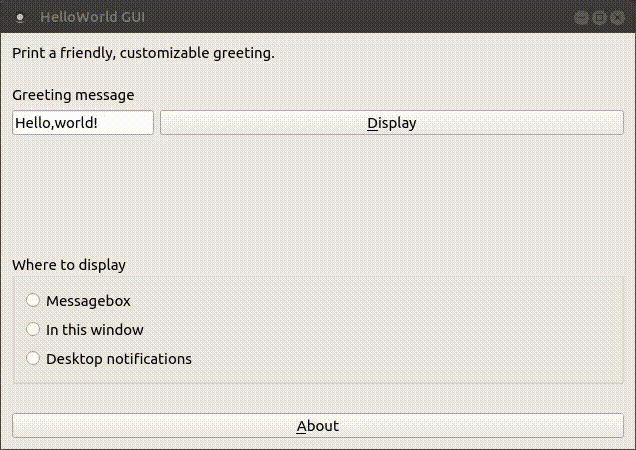 HelloWorld GUI
Print a friendly, customizable greeting.
Greeting message
Hello,world!
Display
Where to display
Messagebox
In this window
Desktop notifications
About